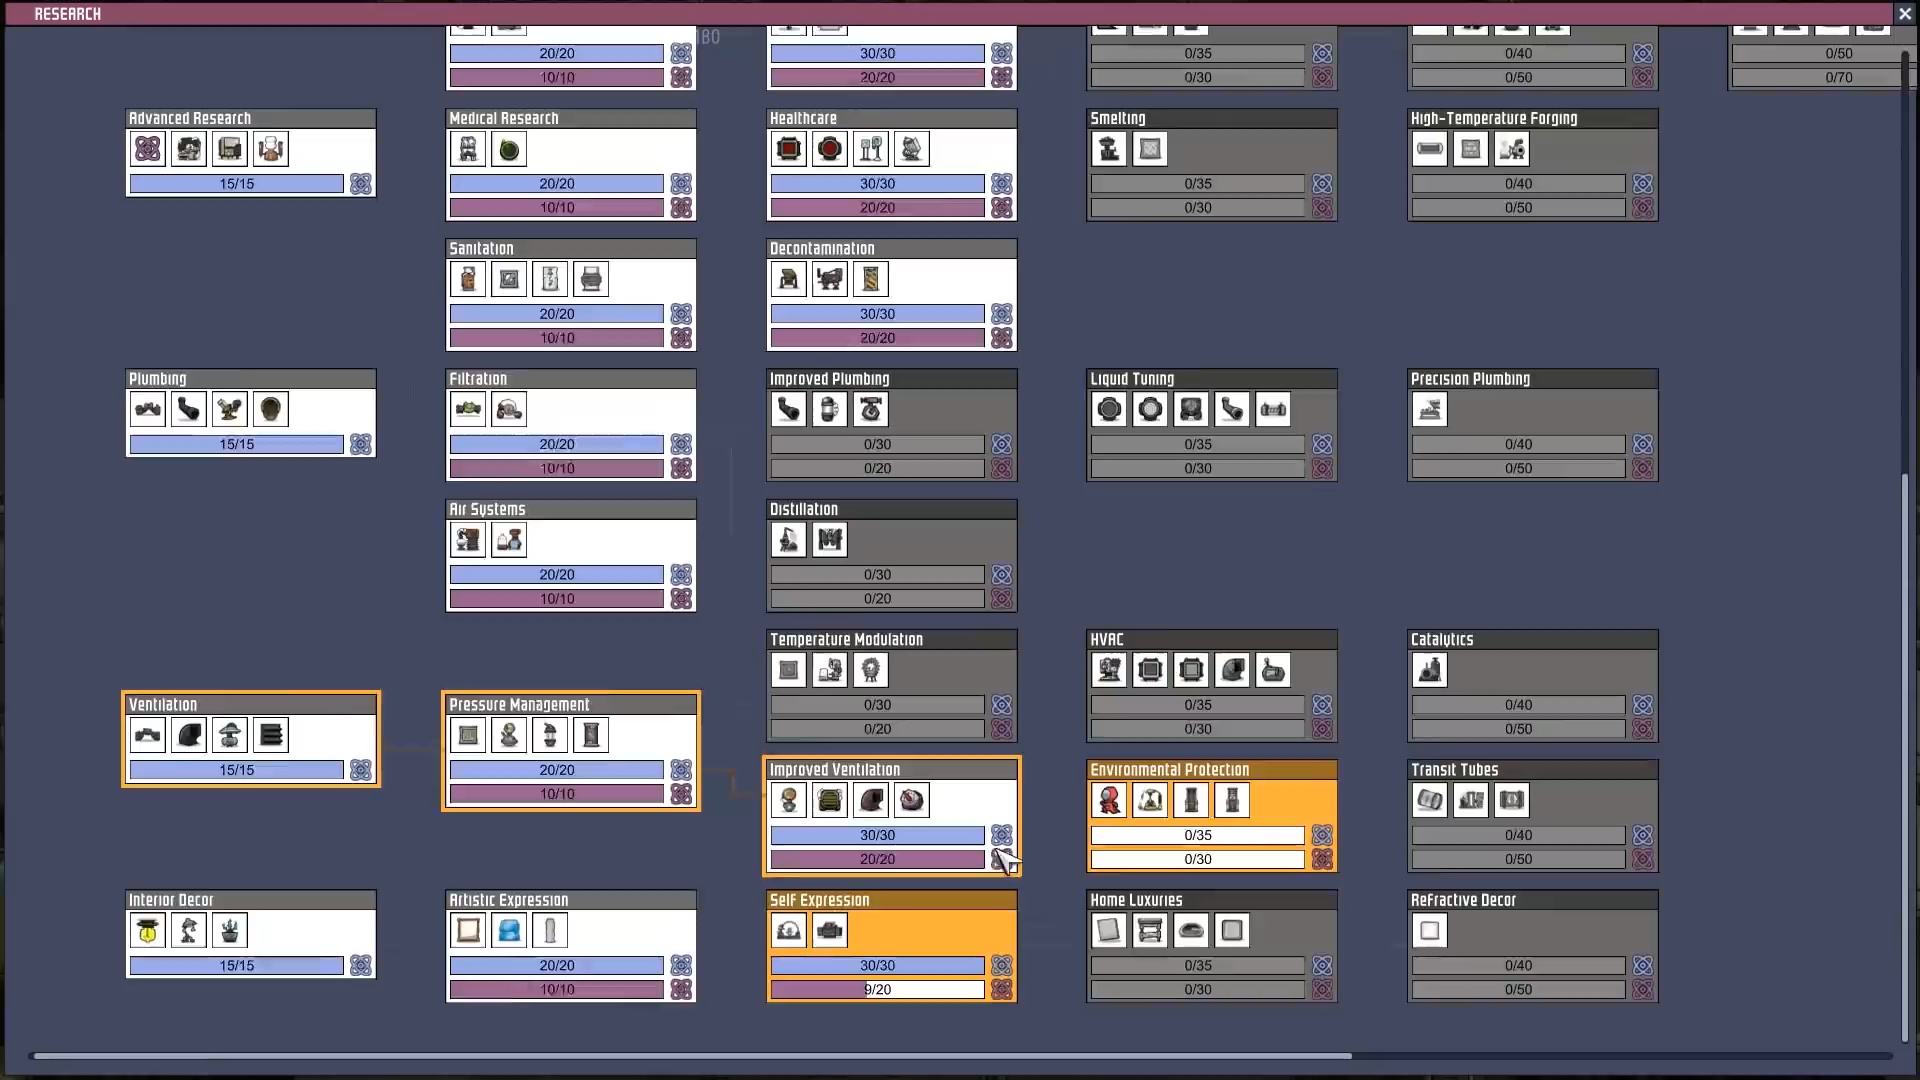 RESEARCH
180
20/20
30/30
0/35
0/40
0/50
10/10
20/20
0/30
0/50
0/70
Advanced Research
Medical Research
Healthcare
Smelting
High-Temperature Forging
15/15
20/20
30/30
0/35
0/40
10/10
20/20
0/30
0/50
Sanitation
Decontamination
20/20
30/30
10/10
20/20
Plumbing
Filtration
Improved Plumbing
Liquid Tuning
Precision Plumbing
15/15
20/20
0/30
0/35
0/40
10/10
0/20
0/30
0/50
Air Systems
Distillation
20/20
0/30
10/10
0/20
Temperature Modulation
HVAC
Catalytics
0/30
0/35
0/40
0/20
0/30
0/50
Ventilation
Pressure Management
15/15
20/20
10/10
Improved Ventilation
Environmental Protection
Transit Tubes
30/30
0/35
0/40
20/20
0/30
0/50
Interior Decor
Artistic Expression
Self Expression
Home Luxuries
Refractive Decor
15/15
20/20
30/30
0/35
0/40
10/10
9/20
0/30
0/50